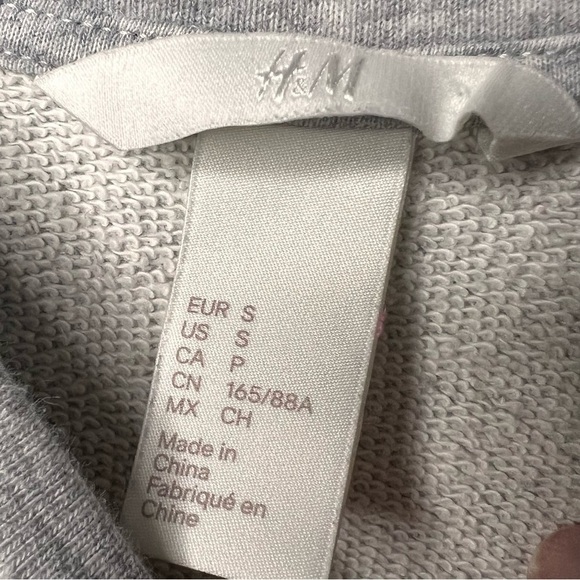 H&M
EUR S
US S
CA P
CN 165/88A
MX CH
Made in
China
Fabriqué en
Chine